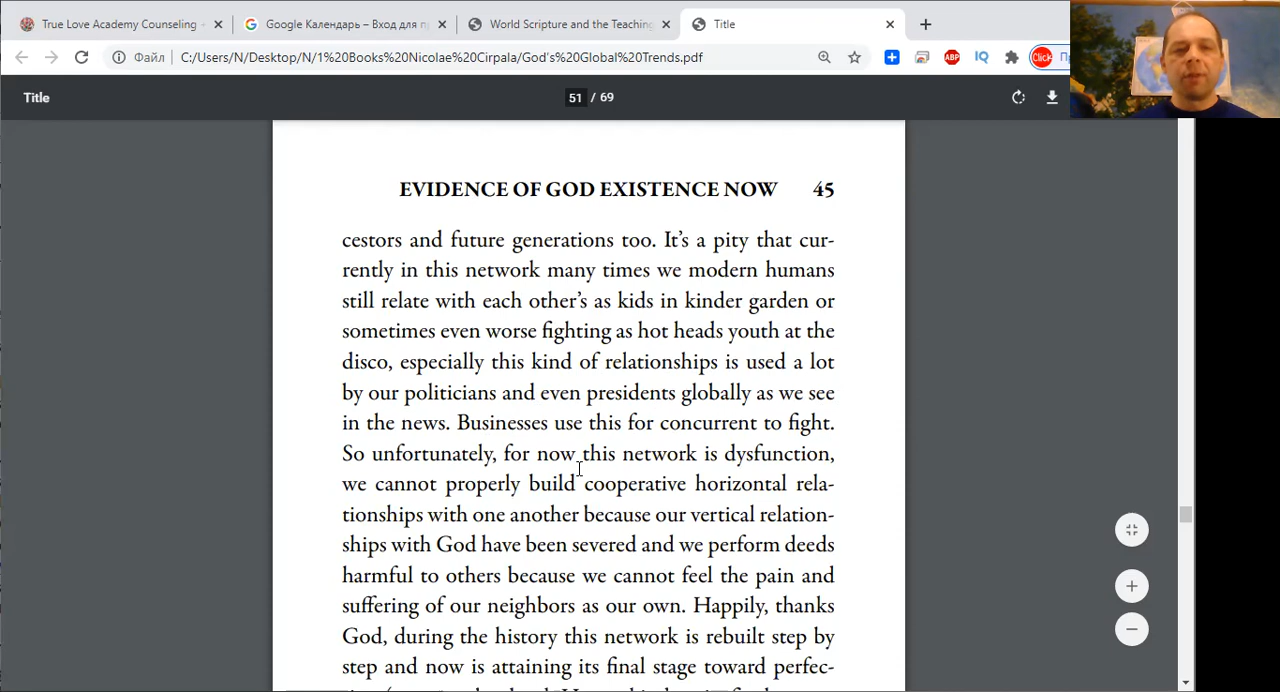 True Love Academy Counseling
Google Календарь – Вход для п
World Scripture and the Teaching
Title
Файл
C:/Users/N/Desktop/N/1%20%20Toks%20Nicolae%20Cirpala/God's%20Global%20Trends.pdf
ABP
IQ
Click
Title
51 / 69
EVIDENCE OF GOD EXISTENCE NOW 45
cestors and future generations too. It’s a pity that cur-
rently in this network many times we modern humans
still relate with each other’s as kids in kinder garden or
sometimes even worse fighting as hot heads youth at the
disco, especially this kind of relationships is used a lot
by our politicians and even presidents globally as we see
in the news. Businesses use this for concurrent to fight.
So unfortunately, for now this network is dysfunction,
we cannot properly build cooperative horizontal rela-
tionships with one another because our vertical relation-
ships with God have been severed and we perform deeds
harmful to others because we cannot feel the pain and
suffering of our neighbors as our own. Happily, thanks
God, during the history this network is rebuilt step by
step and now is attaining its final stage toward perfec-